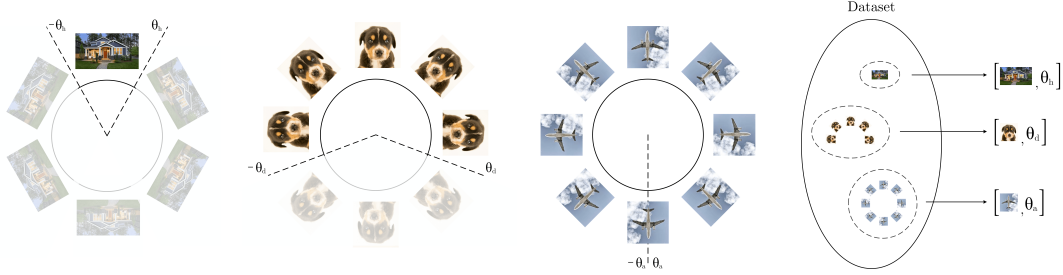 -θh
θh
-θd
θd
-θa
θa
Dataset
[ , θh]
[ , θd]
[ , θa]